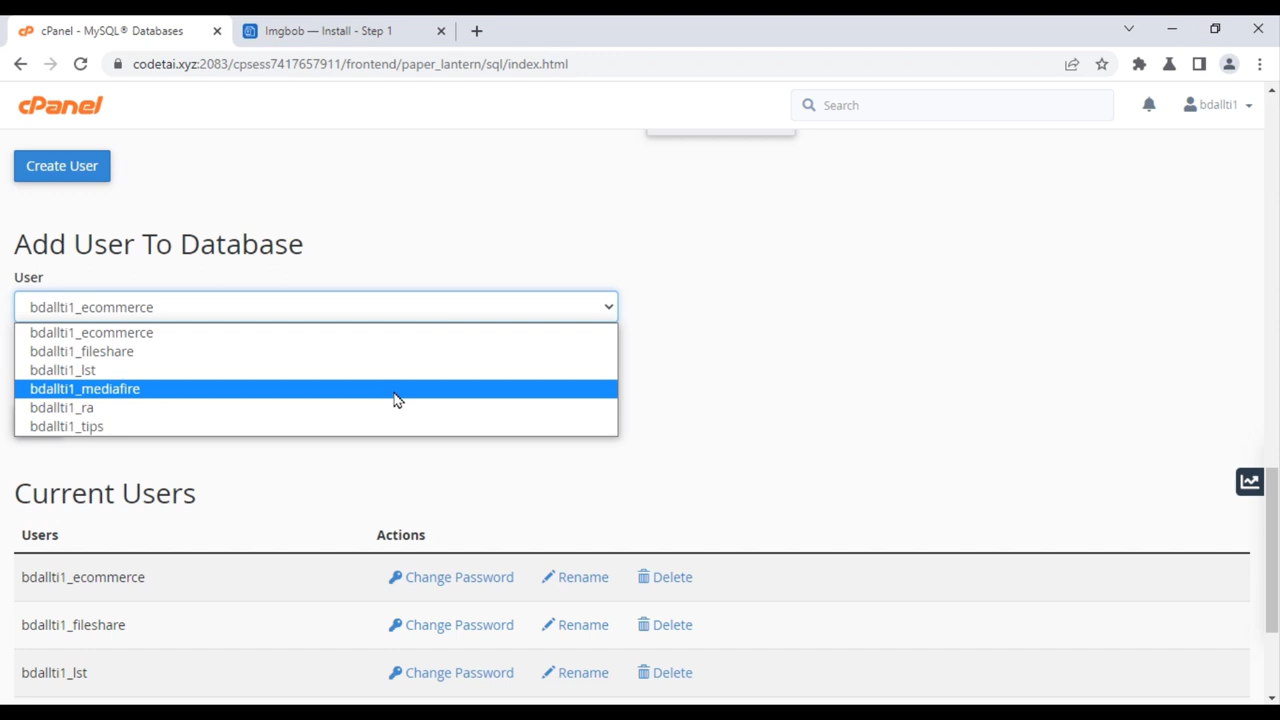 cPanel - MySQL® Databases
Imgbob — Install - Step 1
codetai.xyz:2083/cpsess7417657911/frontend/paper_lantern/sql/index.html
cPanel
Search
bdallti1
Create User
Add User To Database
User
bdallti1_ecommerce
bdallti1_ecommerce
bdallti1_fileshare
bdallti1_lst
bdallti1_mediafire
bdallti1_ra
bdallti1_tips
Current Users
Users Actions
bdallti1_ecommerce Change Password Rename Delete
bdallti1_fileshare Change Password Rename Delete
bdallti1_lst Change Password Rename Delete